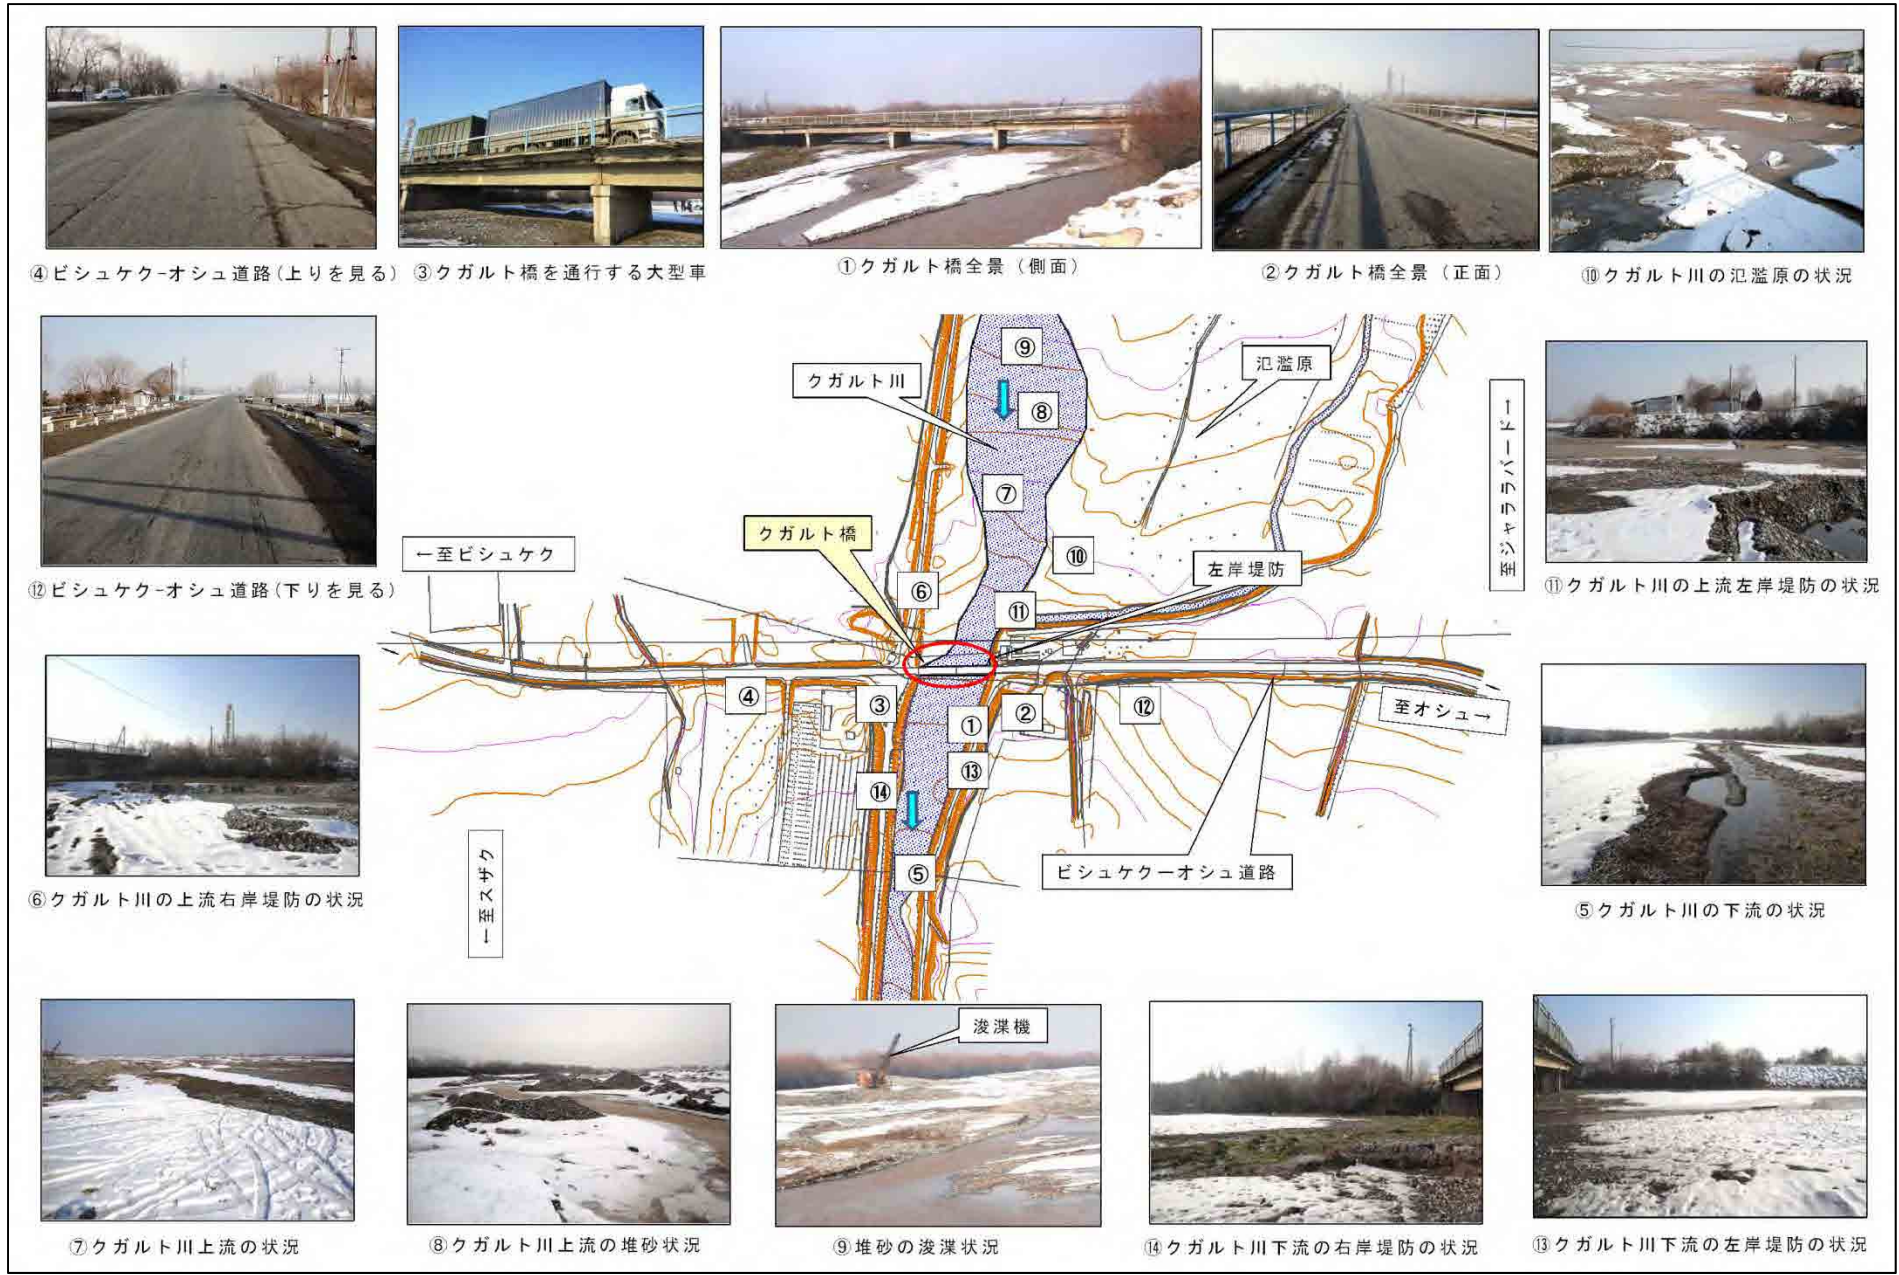 ④ビシュケク-オシュ道路(上りを見る)
③クガルト橋を通行する大型車
①クガルト橋全景(側面)
②クガルト橋全景(正面)
⑩クガルト川の氾濫原の状況
⑫ビシュケク-オシュ道路(下りを見る)
⑪クガルト川の上流左岸堤防の状況
⑥クガルト川の上流右岸堤防の状況
⑤クガルト川の下流の状況
⑨
クガルト川
氾濫原
⑧
至ジャララバード→
⑦
クガルト橋
←至ビシュケク
⑩
左岸堤防
⑥
⑪
④
③
①
②
⑫
至オシュ→
⑬
⑭
⑤
ビシュケクーオシュ道路
←至スザク
浚渫機
⑦クガルト川上流の状況
⑧クガルト川上流の堆砂状況
⑨堆砂の浚渫状況
⑭クガルト川下流の右岸堤防の状況
⑬クガルト川下流の左岸堤防の状況